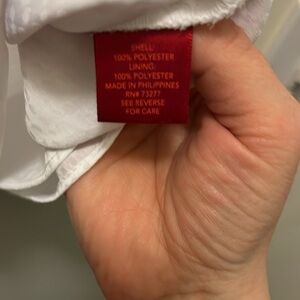 SHELL:
100% POLYESTER
LINING:
100% POLYESTER
MADE IN PHILIPPINES
RN# 73277
SEE REVERSE
FOR CARE